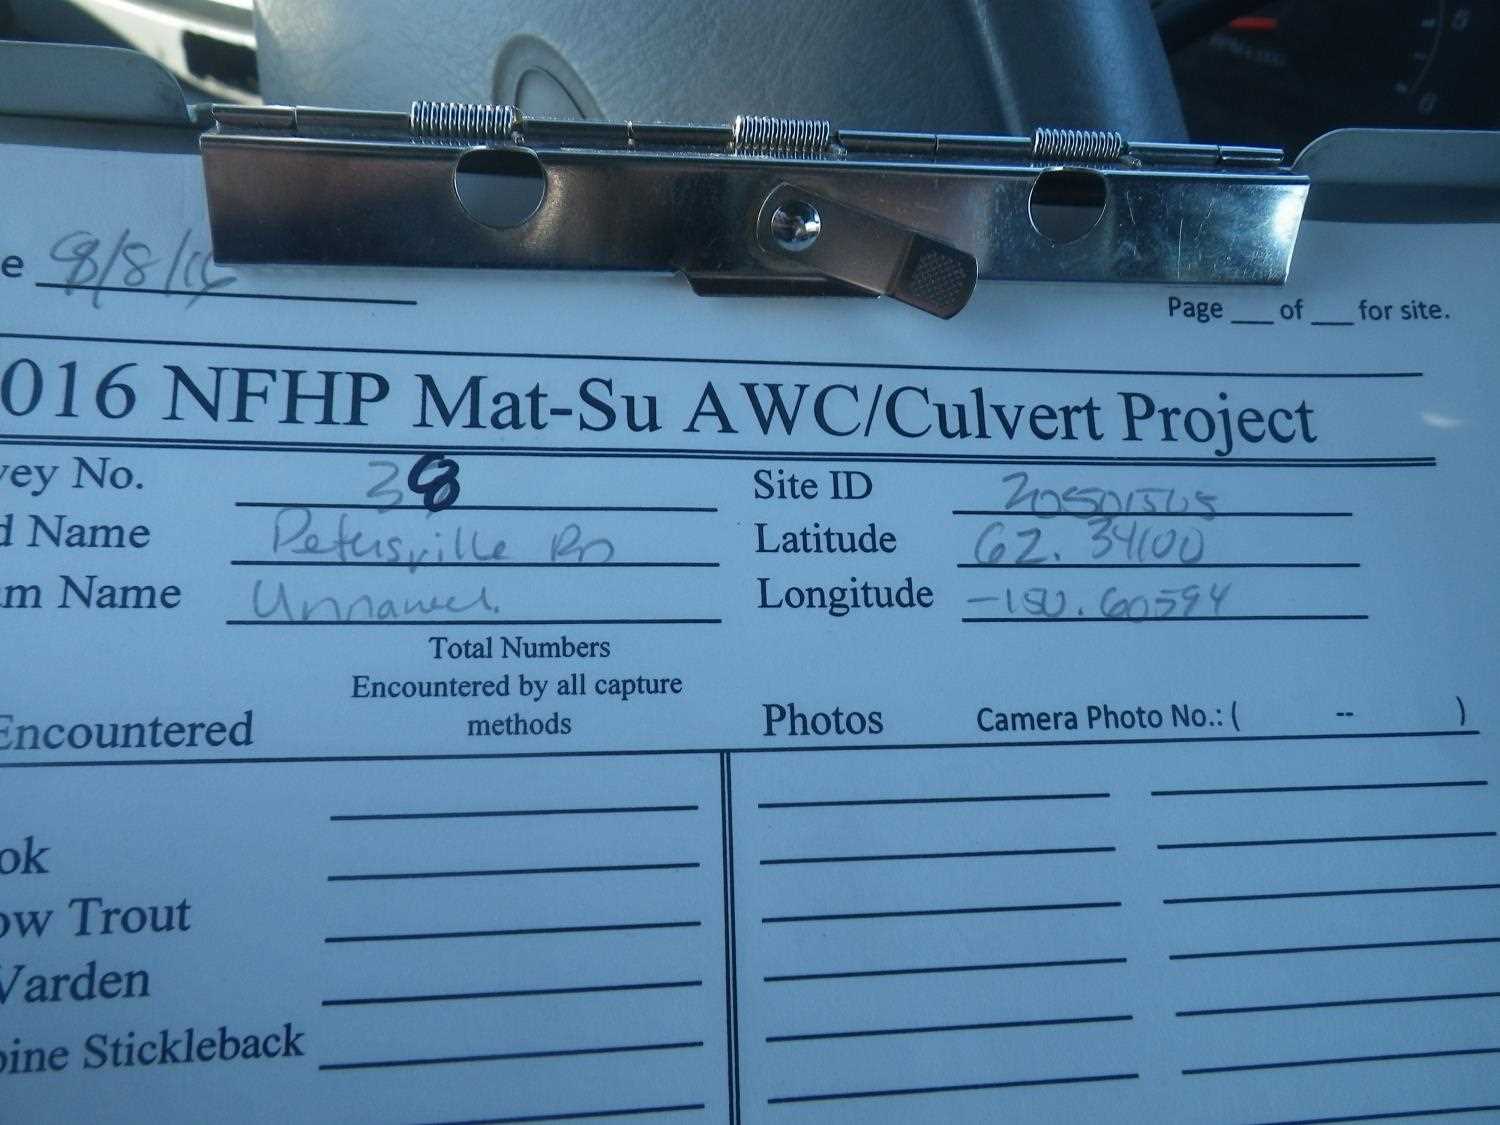 e 8/8/16
Page ___ of ___ for site.
016 NFHP Mat-Su AWC/Culvert Project
vey No. 38 Site ID 20501565
d Name Petersville Rd Latitude 62.34100
am Name Unnamed. Longitude -150.60594
Total Numbers
Encountered by all capture
methods
Encountered Photos Camera Photo No.: ( -- )
ok
ow Trout
Varden
pine Stickleback